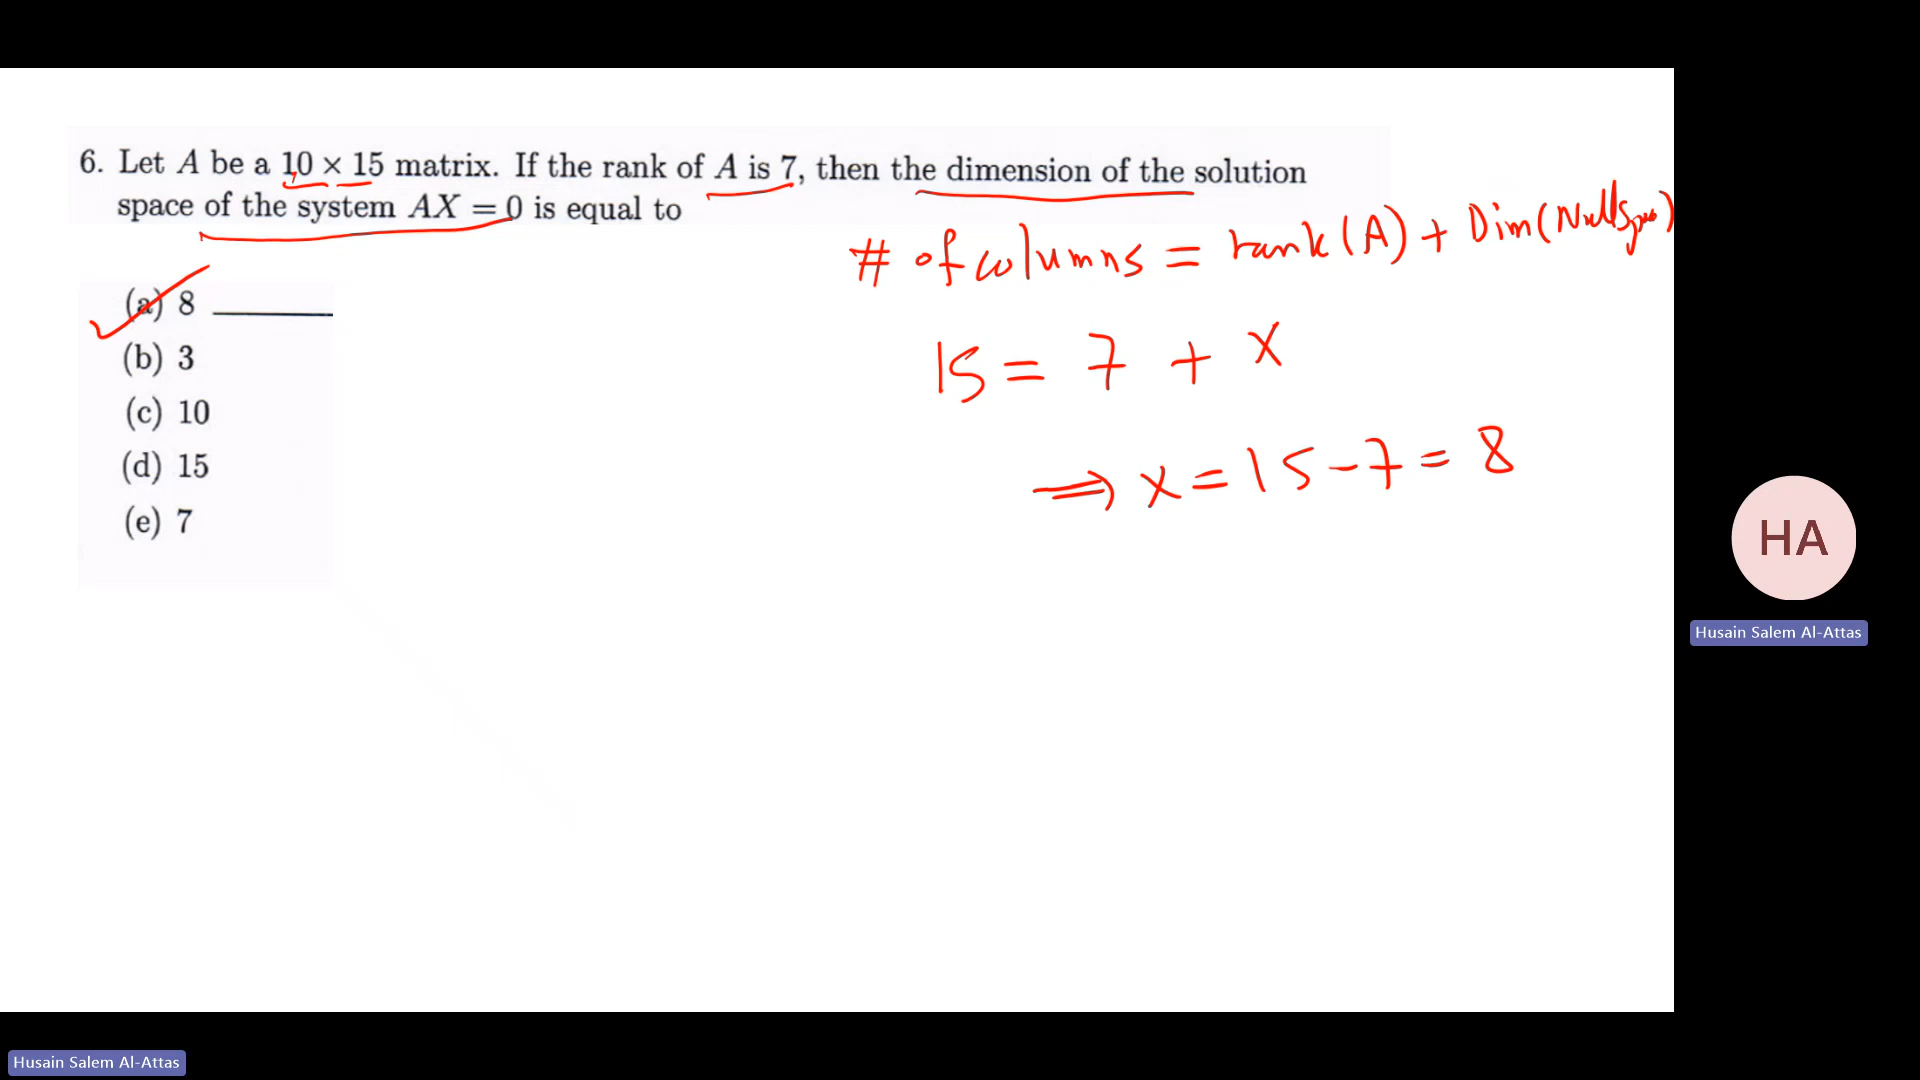 6. Let A be a 10 × 15 matrix. If the rank of A is 7, then the dimension of the solution
space of the system AX = 0 is equal to
# of columns = rank(A) + Dim(NullSpace)
(a) 8
15 = 7 + x
(b) 3
(c) 10
⟹ x = 15 - 7 = 8
(d) 15
(e) 7
HA
Husain Salem Al-Attas
Husain Salem Al-Attas